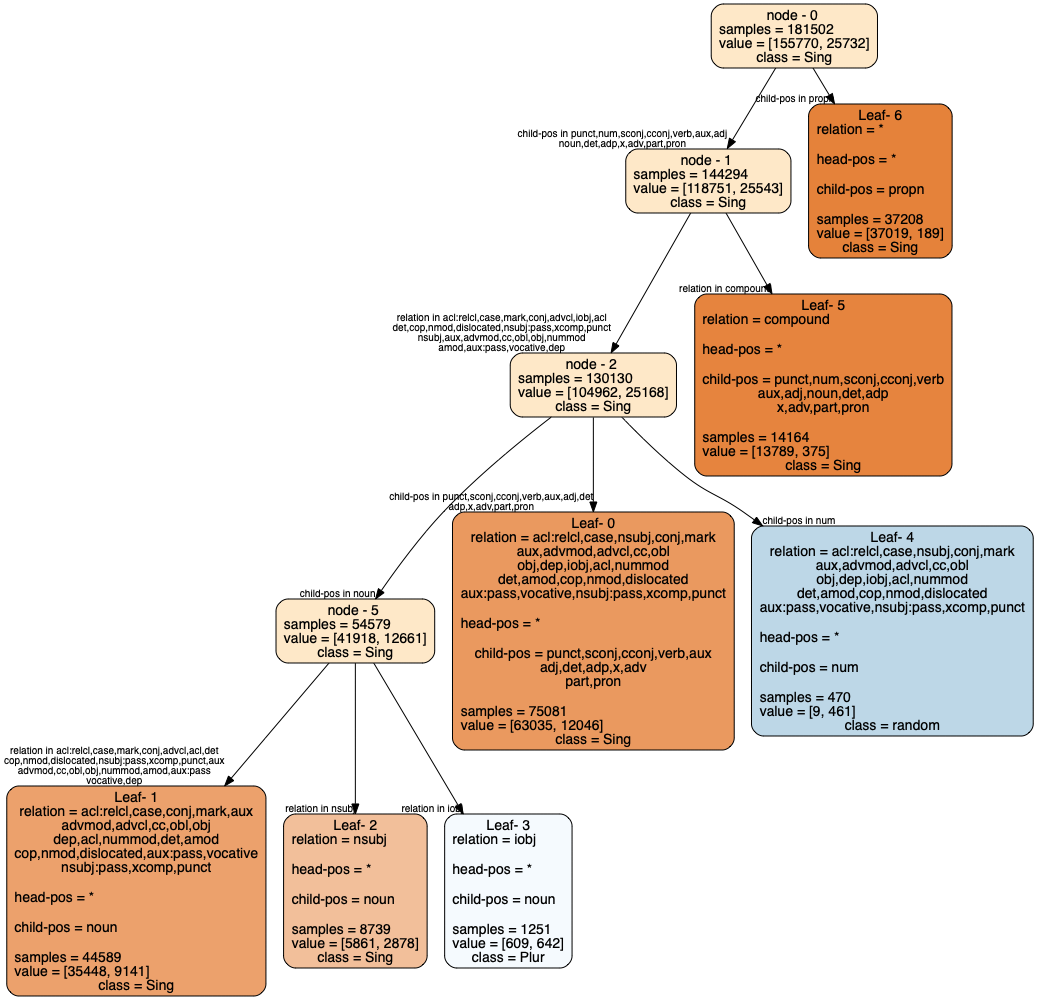 node - 0
samples = 181502
value = [155770, 25732]
class = Sing
child-pos in propn
Leaf- 6
relation = *
head-pos = *
child-pos = propn
samples = 37208
value = [37019, 189]
class = Sing
child-pos in punct,num,sconj,cconj,verb,aux,adj
noun,det,adp,x,adv,part,pron
node - 1
samples = 144294
value = [118751, 25543]
class = Sing
relation in compound
Leaf- 5
relation = compound
head-pos = *
child-pos = punct,num,sconj,cconj,verb
aux,adj,noun,det,adp
x,adv,part,pron
samples = 14164
value = [13789, 375]
class = Sing
relation in acl:relcl,case,mark,conj,advcl,iobj,acl
det,cop,nmod,dislocated,nsubj:pass,xcomp,punct
nsubj,aux,advmod,cc,obl,obj,nummod
amod,aux:pass,vocative,dep
node - 2
samples = 130130
value = [104962, 25168]
class = Sing
child-pos in punct,sconj,cconj,verb,aux,adj,det
adp,x,adv,part,pron
Leaf- 0
relation = acl:relcl,case,nsubj,conj,mark
aux,advmod,advcl,cc,obl
obj,dep,iobj,acl,nummod
det,amod,cop,nmod,dislocated
aux:pass,vocative,nsubj:pass,xcomp,punct
head-pos = *
child-pos = punct,sconj,cconj,verb,aux
adj,det,adp,x,adv
part,pron
samples = 75081
value = [63035, 12046]
class = Sing
child-pos in num
Leaf- 4
relation = acl:relcl,case,nsubj,conj,mark
aux,advmod,advcl,cc,obl
obj,dep,iobj,acl,nummod
det,amod,cop,nmod,dislocated
aux:pass,vocative,nsubj:pass,xcomp,punct
head-pos = *
child-pos = num
samples = 470
value = [9, 461]
class = random
child-pos in noun
node - 5
samples = 54579
value = [41918, 12661]
class = Sing
relation in acl:relcl,case,mark,conj,advcl,acl,det
cop,nmod,dislocated,nsubj:pass,xcomp,punct,aux
advmod,cc,obl,obj,nummod,amod,aux:pass
vocative,dep
Leaf- 1
relation = acl:relcl,case,conj,mark,aux
advmod,advcl,cc,obl,obj
dep,acl,nummod,det,amod
cop,nmod,dislocated,aux:pass,vocative
nsubj:pass,xcomp,punct
head-pos = *
child-pos = noun
samples = 44589
value = [35448, 9141]
class = Sing
relation in nsubj
Leaf- 2
relation = nsubj
head-pos = *
child-pos = noun
samples = 8739
value = [5861, 2878]
class = Sing
relation in iobj
Leaf- 3
relation = iobj
head-pos = *
child-pos = noun
samples = 1251
value = [609, 642]
class = Plur